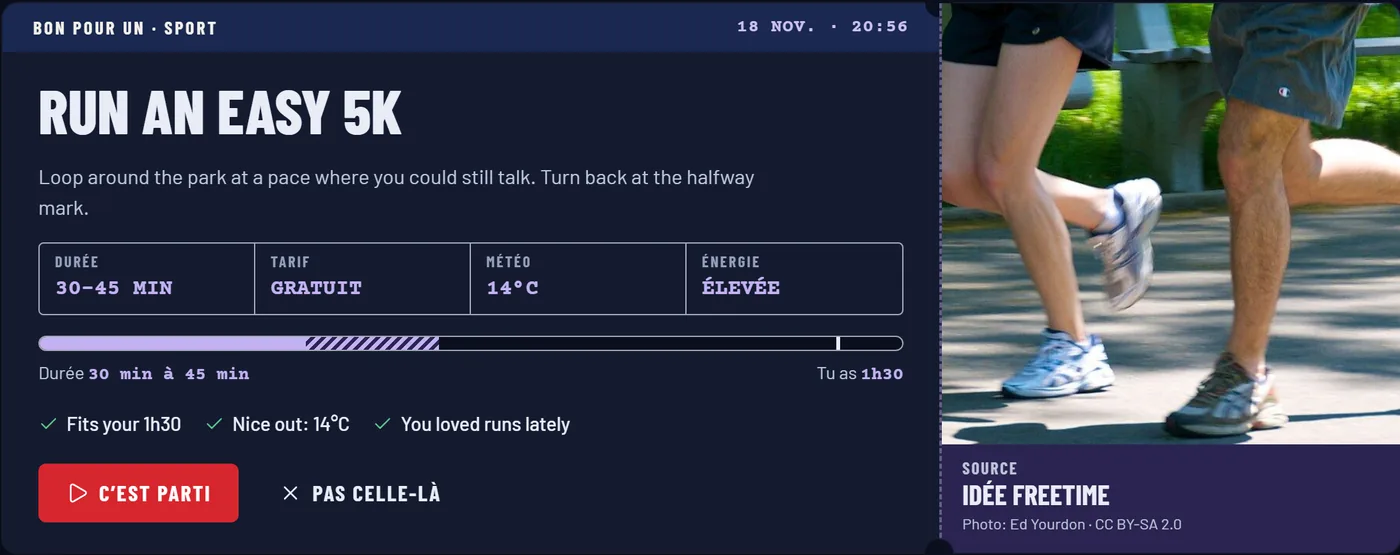 BON POUR UN · SPORT
18 NOV. · 20:56
RUN AN EASY 5K
Loop around the park at a pace where you could still talk. Turn back at the halfway
mark.
DURÉE
30–45 MIN
TARIF
GRATUIT
MÉTÉO
14°C
ÉNERGIE
ÉLEVÉE
Durée 30 min à 45 min
Tu as 1h30
Fits your 1h30
Nice out: 14°C
You loved runs lately
C'EST PARTI
PAS CELLE-LÀ
SOURCE
IDÉE FREETIME
Photo: Ed Yourdon · CC BY-SA 2.0